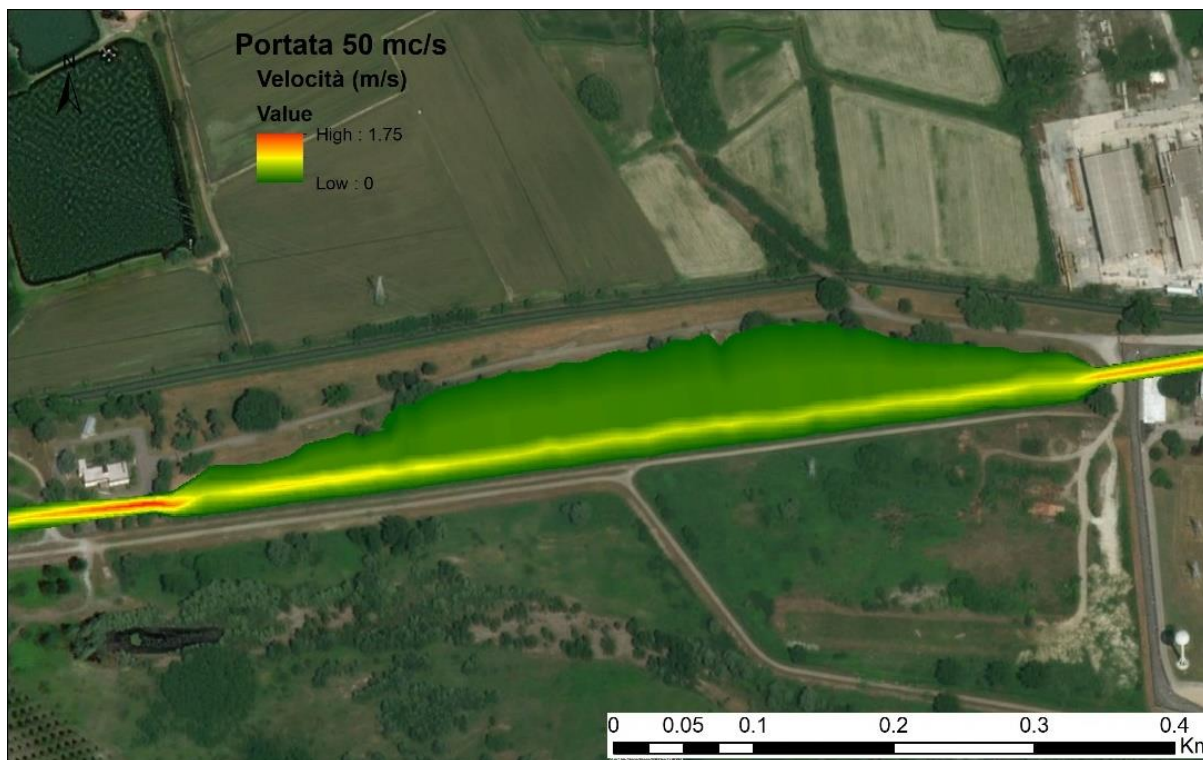 Portata 50 mc/s
Velocità (m/s)
Value
High : 1.75
Low : 0
N
0 0.05 0.1 0.2 0.3 0.4
Km